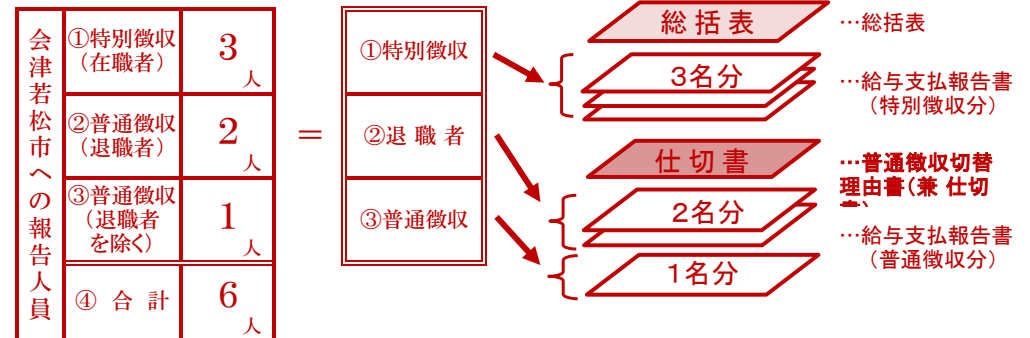 会津若松市への報告人員
①特別徴収
（在職者）
3
人
②普通徴収
（退職者）
2
人
③普通徴収
（退職者
を除く）
1
人
④ 合 計
6
人
＝
①特別徴収
②退 職 者
③普通徴収
総 括 表
3名分
仕 切 書
2名分
1名分
…総括表
…給与支払報告書
（特別徴収分）
…普通徴収切替
理由書（兼 仕切
…給与支払報告書
（普通徴収分）